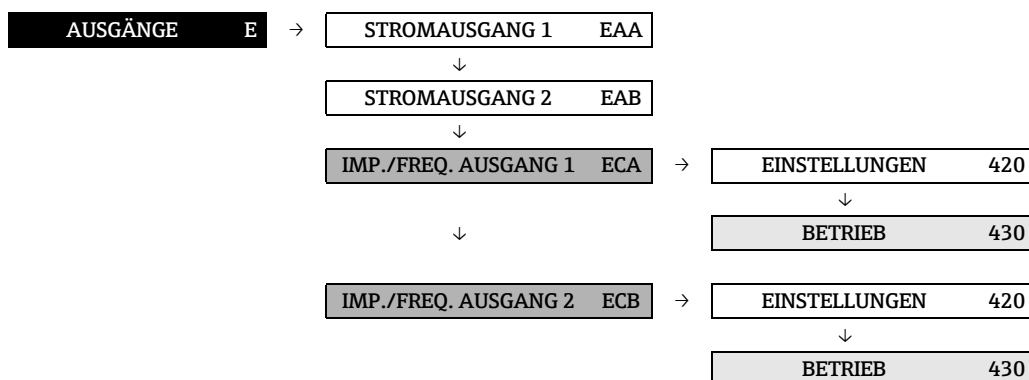 AUSGÄNGE E → STROMAUSGANG 1 EAA
↓
STROMAUSGANG 2 EAB
↓
IMP./FREQ. AUSGANG 1 ECA → EINSTELLUNGEN 420
↓
↓ BETRIEB 430
IMP./FREQ. AUSGANG 2 ECB → EINSTELLUNGEN 420
↓
BETRIEB 430